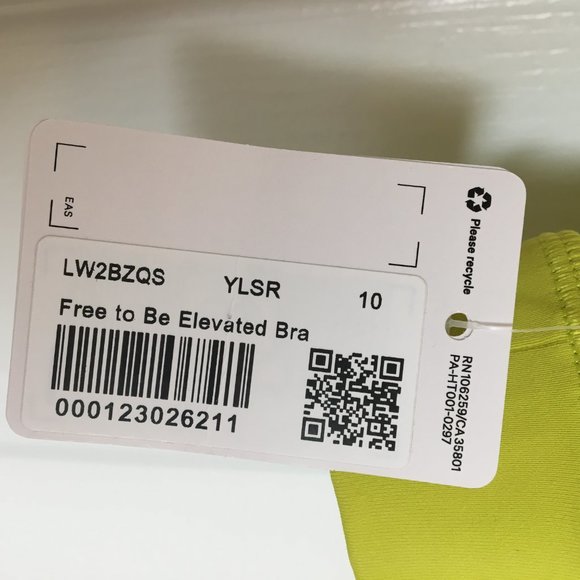 EAS
LW2BZQS YLSR 10
Free to Be Elevated Bra
000123026211
Please recycle
RN106259/CA35801
PA-HT001-0297